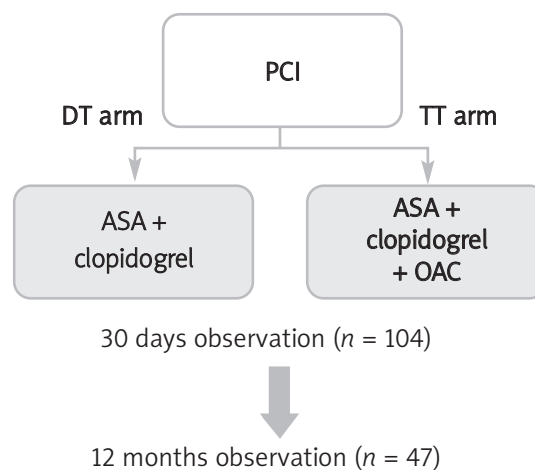 PCI
DT arm
TT arm
ASA +
clopidogrel
ASA +
clopidogrel
+ OAC
30 days observation (n = 104)
12 months observation (n = 47)